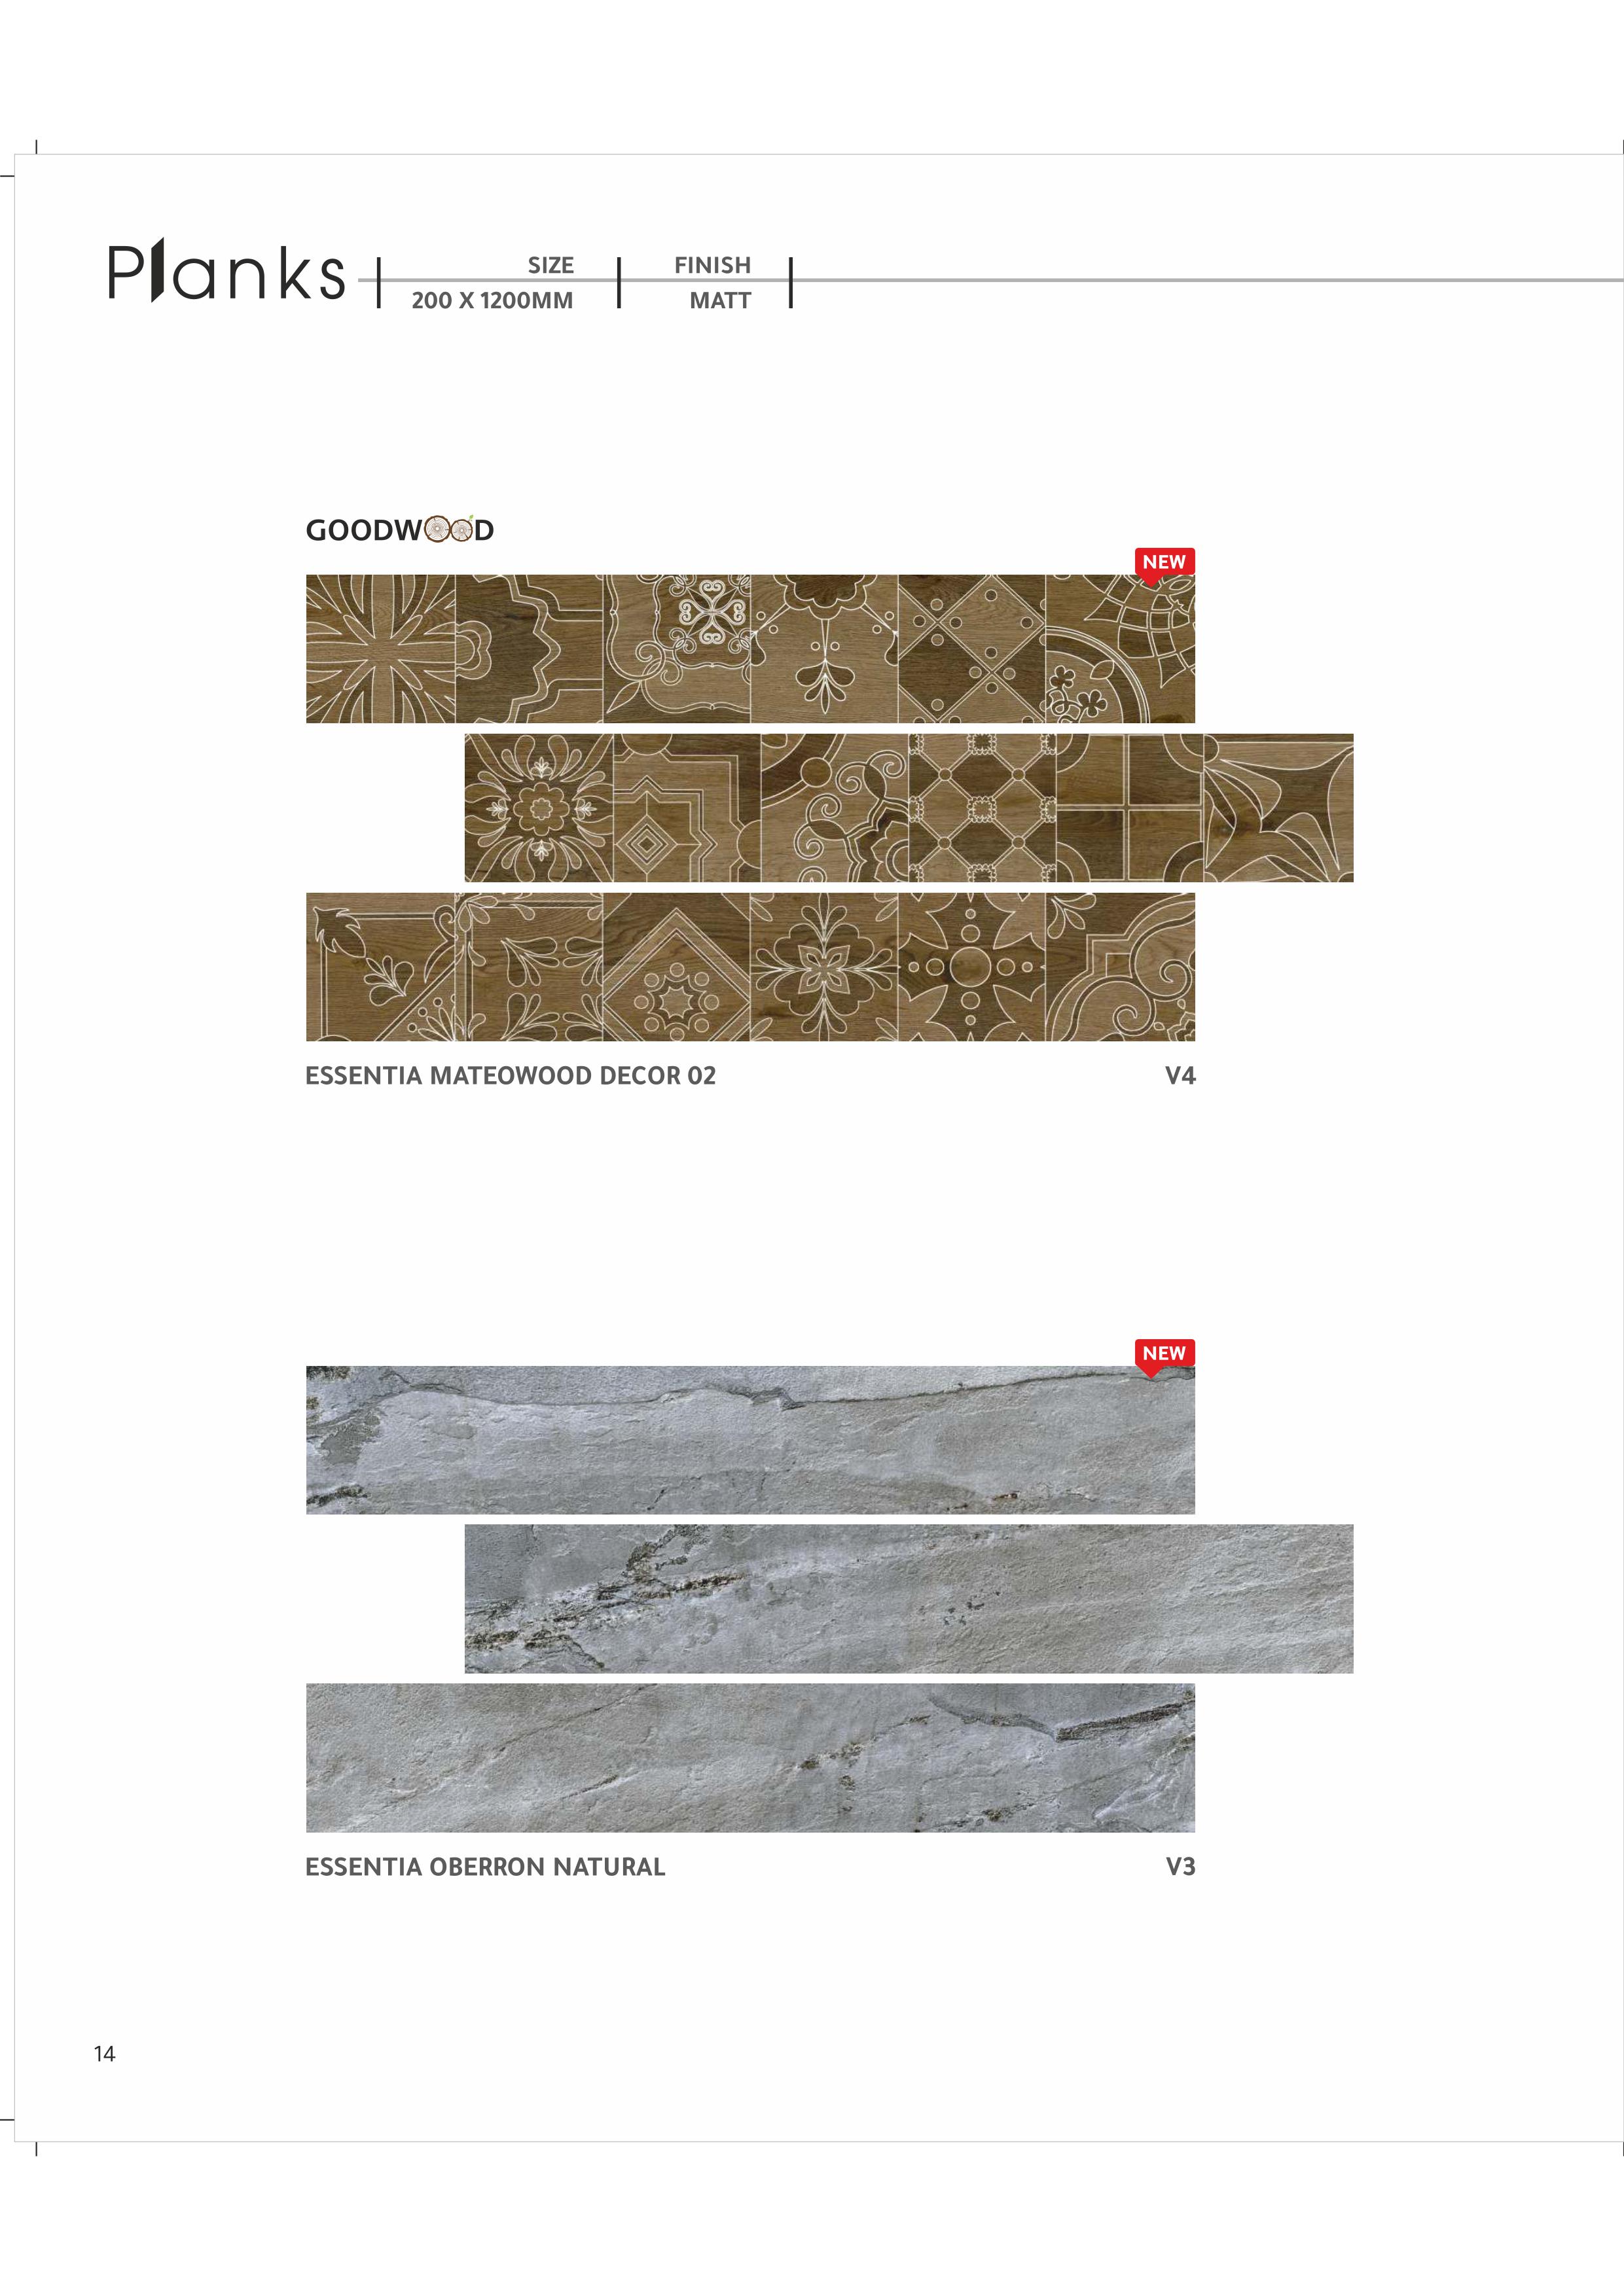 Planks
SIZE
200 X 1200MM
FINISH
MATT
GOODWOOD
NEW
ESSENTIA MATEOWOOD DECOR 02
V4
NEW
ESSENTIA OBERRON NATURAL
V3
14